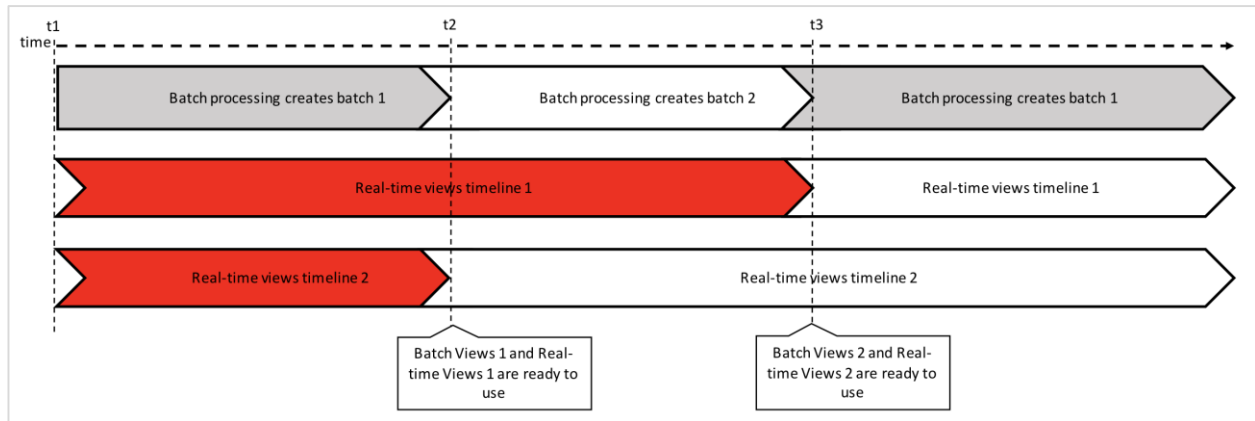 t1
t2
t3
time
Batch processing creates batch 1
Batch processing creates batch 2
Batch processing creates batch 1
Real-time views timeline 1
Real-time views timeline 1
Real-time views timeline 2
Real-time views timeline 2
Batch Views 1 and Real-
time Views 1 are ready to
use
Batch Views 2 and Real-
time Views 2 are ready to
use